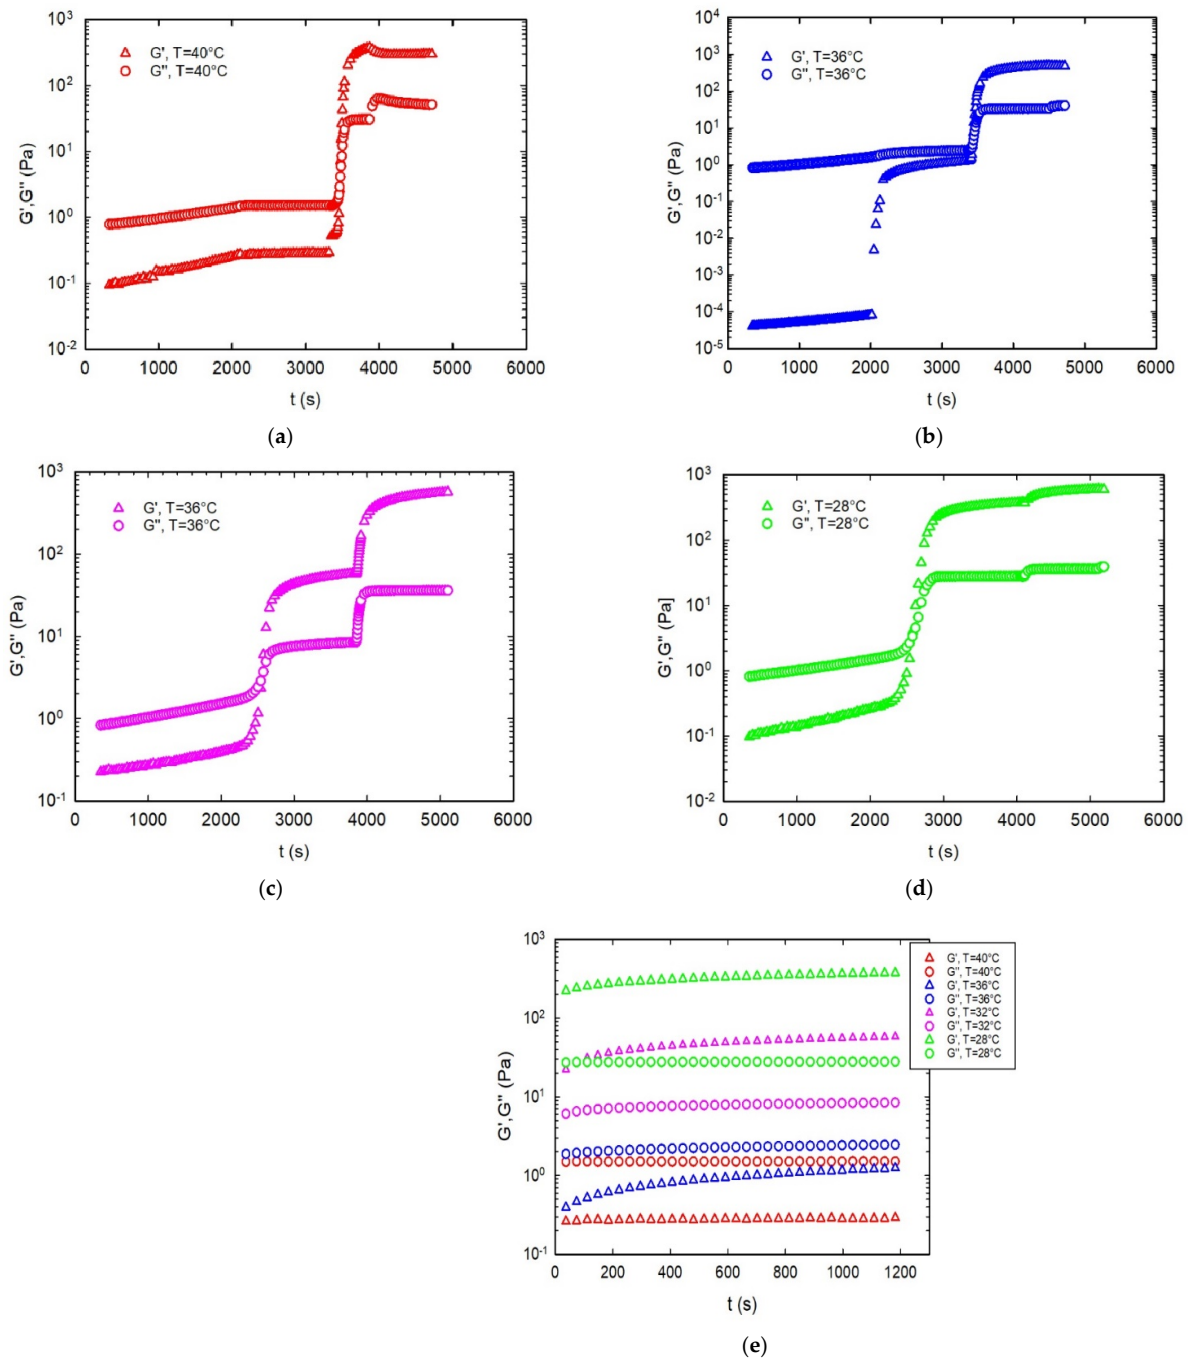 10³
10²
10¹
10⁰
10⁻¹
10⁻²
G',G'' (Pa)
G', T=40°C
G'', T=40°C
0 1000 2000 3000 4000 5000 6000
t (s)
(a)
10⁴
10³
10²
10¹
10⁰
10⁻¹
10⁻²
10⁻³
10⁻⁴
10⁻⁵
G',G'' (Pa)
G', T=36°C
G'', T=36°C
0 1000 2000 3000 4000 5000 6000
t (s)
(b)
10³
10²
10¹
10⁰
10⁻¹
G',G'' (Pa)
G', T=36°C
G'', T=36°C
0 1000 2000 3000 4000 5000 6000
t (s)
(c)
10³
10²
10¹
10⁰
10⁻¹
10⁻²
G',G'' (Pa]
G', T=28°C
G'', T=28°C
0 1000 2000 3000 4000 5000 6000
t (s)
(d)
10³
10²
10¹
10⁰
10⁻¹
G',G'' (Pa)
G', T=40°C
G'', T=40°C
G', T=36°C
G'', T=36°C
G', T=32°C
G'', T=32°C
G', T=28°C
G'', T=28°C
0 200 400 600 800 1000 1200
t (s)
(e)